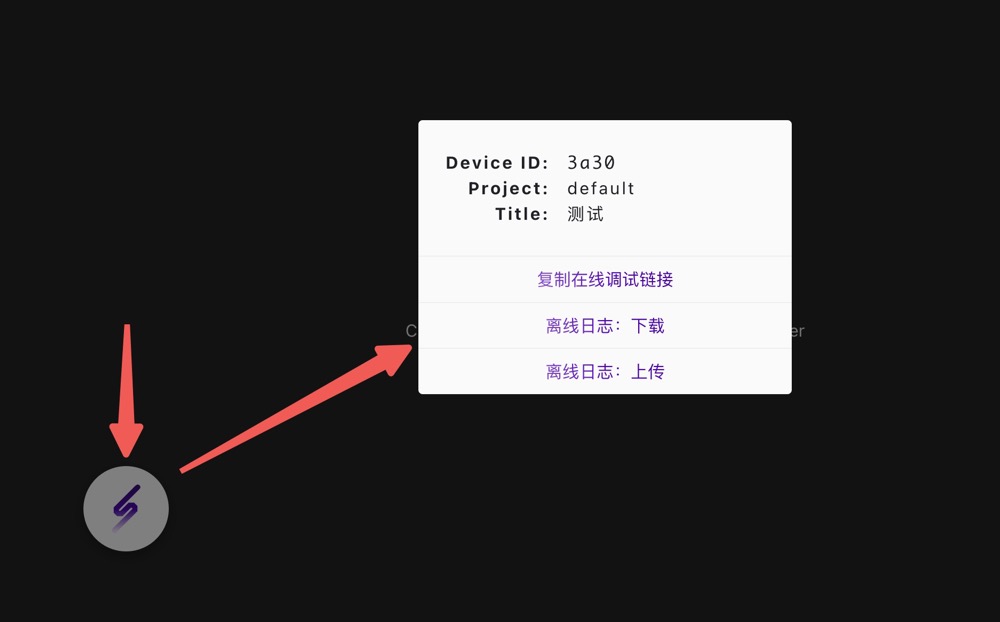 Device ID: 3a30
Project: default
Title: 测试
复制在线调试链接
离线日志：下载
离线日志：上传